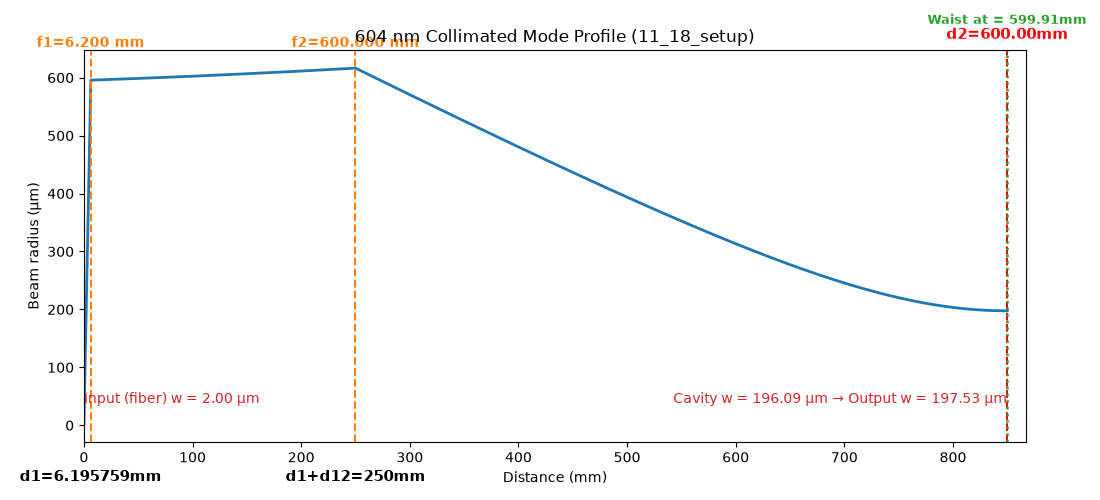 Waist at = 599.91mm
d2=600.00mm
f1=6.200mm
f2=600.000 mm
604 nm Collimated Mode Profile (11_18_setup)
Beam radius (μm)
600
500
400
300
200
100
0
Input (fiber) w = 2.00 μm
Cavity w = 196.09 μm → Output w = 197.53 μm
0 100 200 300 400 500 600 700 800
d1=6.195759mm
d1+d12=250mm
Distance (mm)